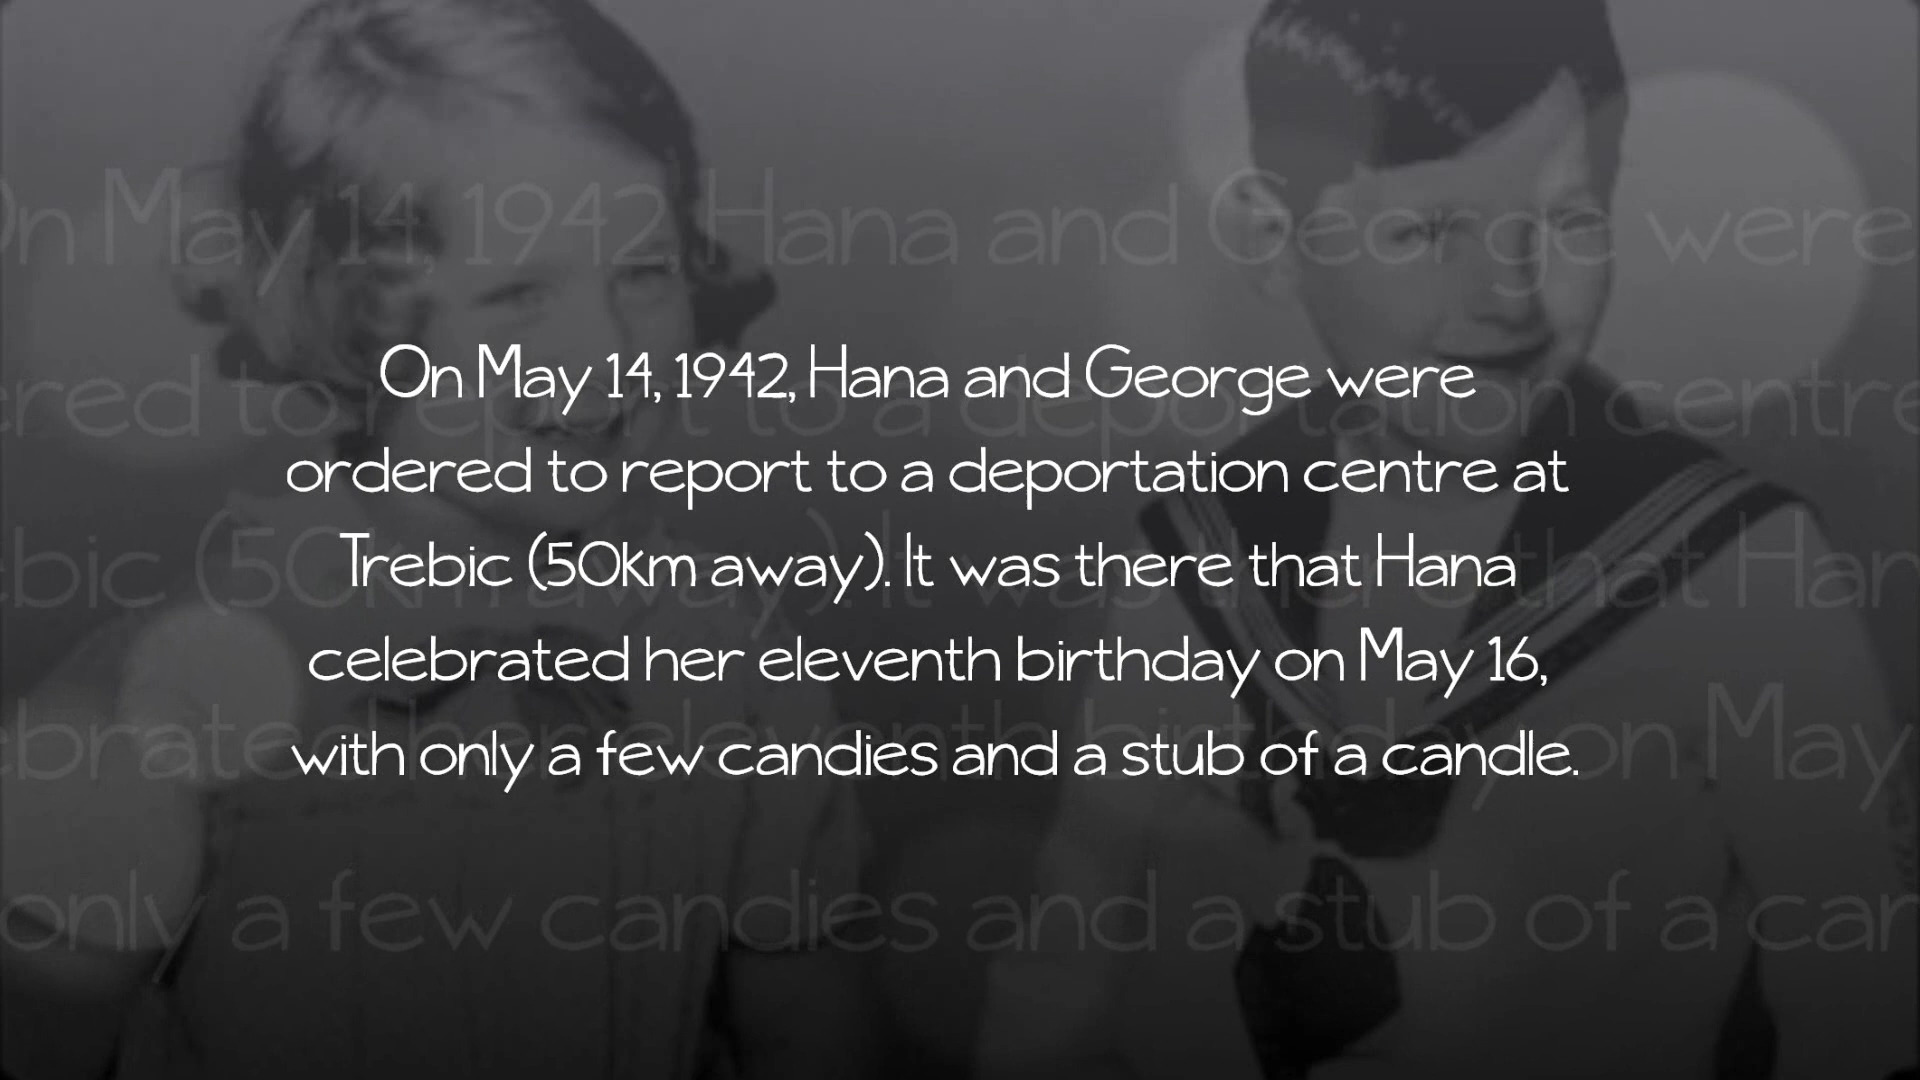 On May 14, 1942, Hana and George were
ordered to report to a deportation centre at
Trebic (50km away). It was there that Hana
celebrated her eleventh birthday on May 16,
with only a few candies and a stub of a candle.